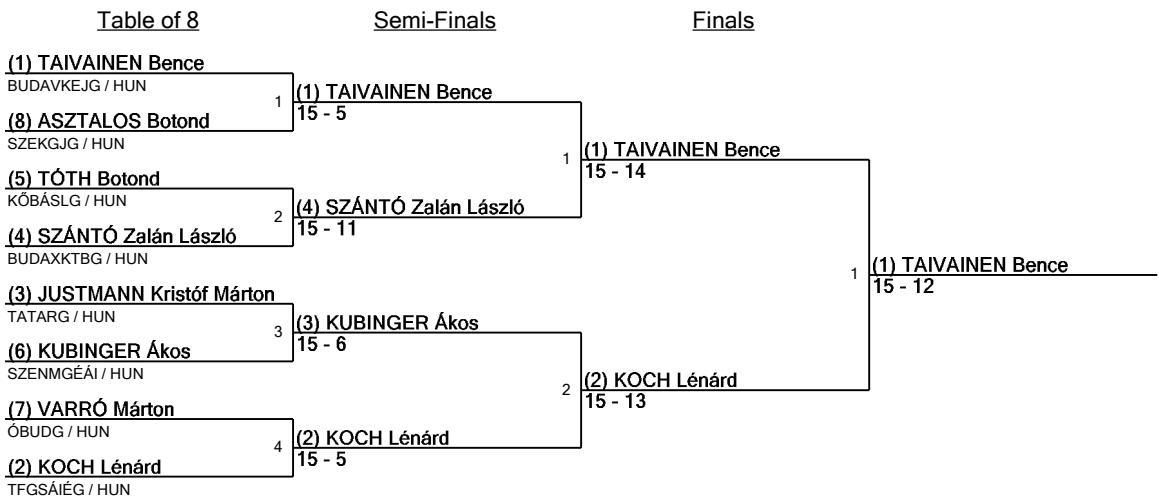 Table of 8
Semi-Finals
Finals
(1) TAIVAINEN Bence
BUDAVKEJG / HUN
(8) ASZTALOS Botond
SZEKGJG / HUN
(5) TÓTH Botond
KŐBÁSLG / HUN
(4) SZÁNTÓ Zalán László
BUDAXKTBG / HUN
(3) JUSTMANN Kristóf Márton
TATARG / HUN
(6) KUBINGER Ákos
SZENMGÉÁI / HUN
(7) VARRÓ Márton
ÓBUDG / HUN
(2) KOCH Lénárd
TFGSÁIÉG / HUN
1
(1) TAIVAINEN Bence
15 - 5
2
(4) SZÁNTÓ Zalán László
15 - 11
3
(3) KUBINGER Ákos
15 - 6
4
(2) KOCH Lénárd
15 - 5
1
(1) TAIVAINEN Bence
15 - 14
2
(2) KOCH Lénárd
15 - 13
1
(1) TAIVAINEN Bence
15 - 12